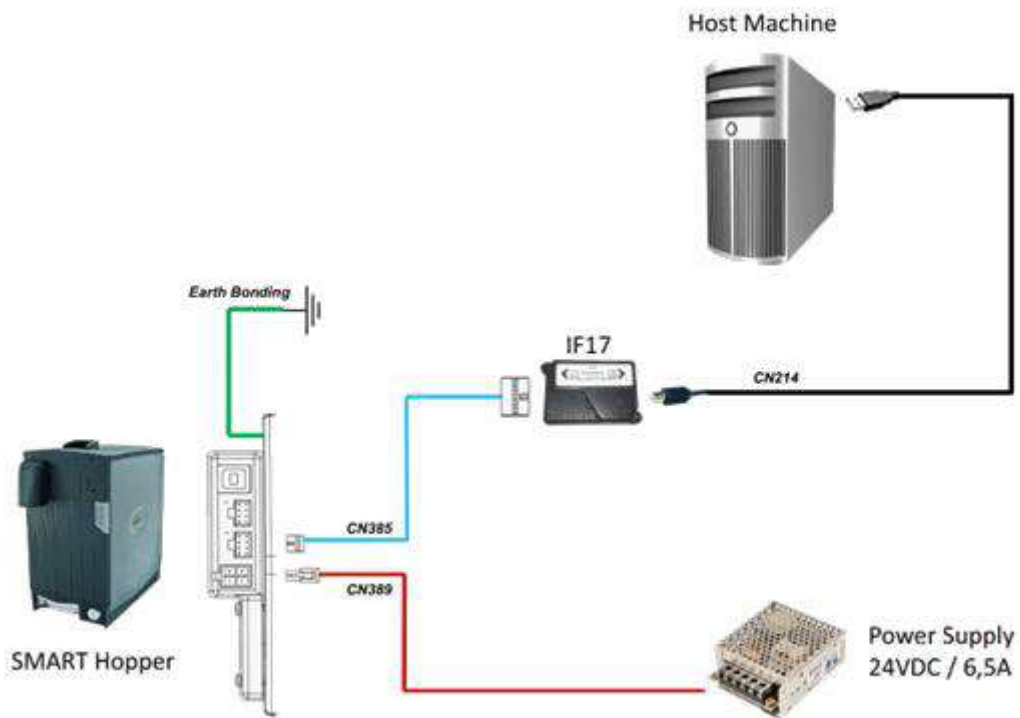 Host Machine
Earth Bonding
IF17
CN214
CN385
CN389
SMART Hopper
Power Supply
24VDC / 6,5A